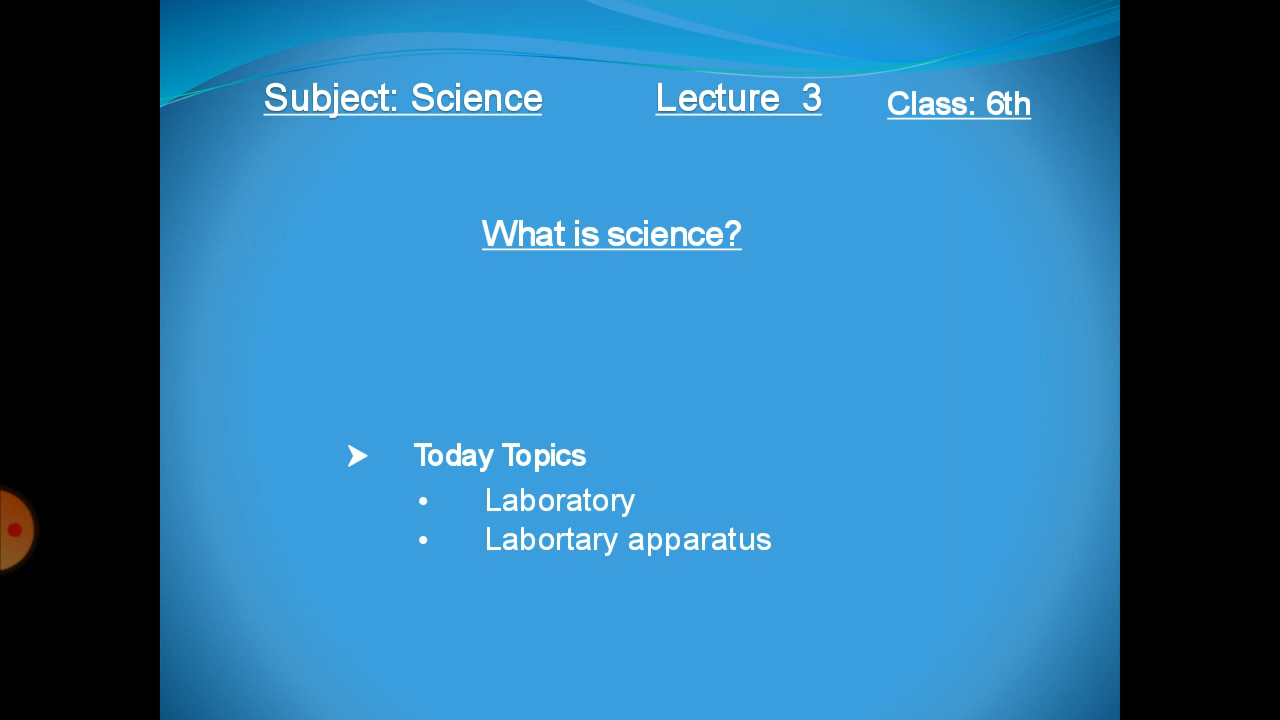 Subject: Science Lecture 3 Class: 6th
What is science?
Today Topics
• Laboratory
• Labortary apparatus